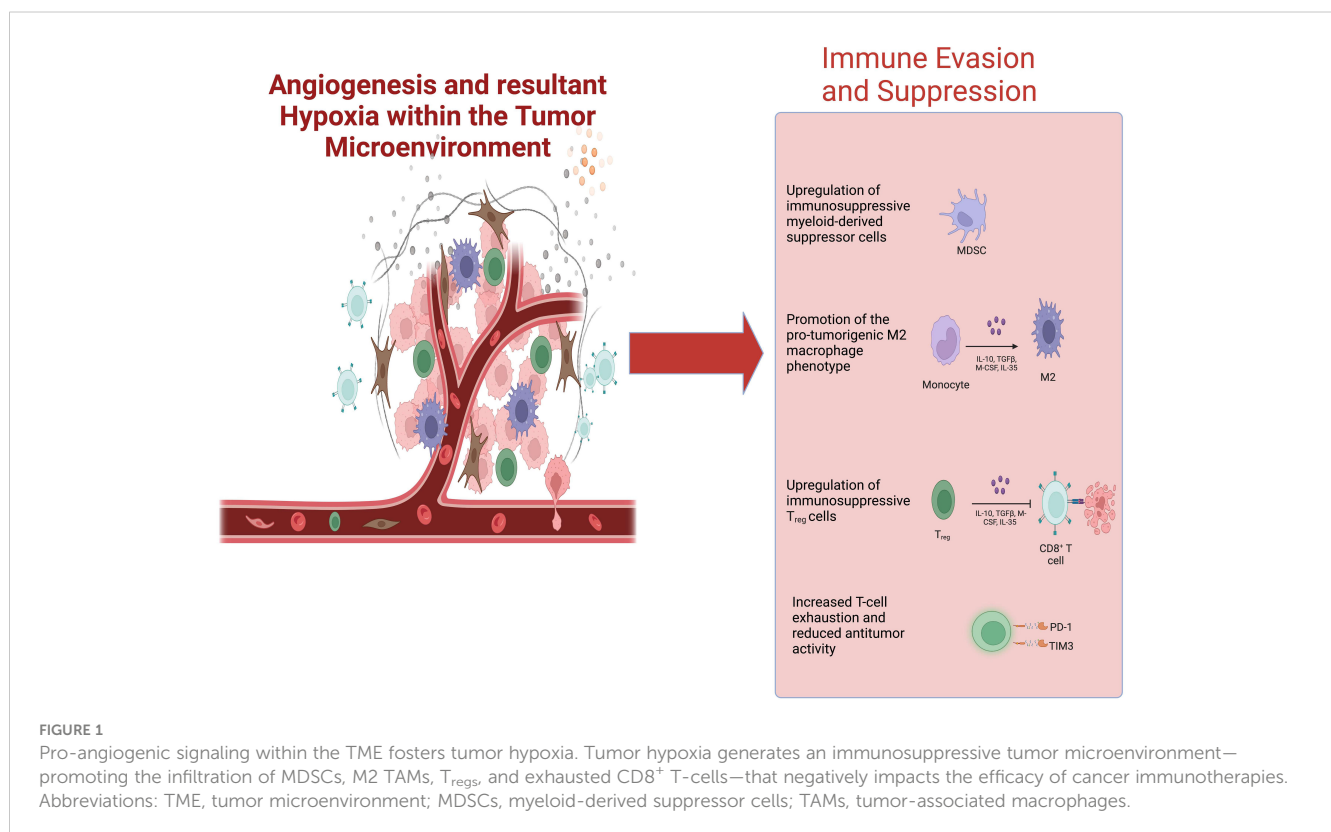 Angiogenesis and resultant
Hypoxia within the Tumor
Microenvironment
Immune Evasion
and Suppression
Upregulation of
immunosuppressive
myeloid-derived
suppressor cells
MDSC
Promotion of the
pro-tumorigenic M2
macrophage
phenotype
Monocyte
IL-10, TGFβ,
M-CSF, IL-35
M2
Upregulation of
immunosuppressive
Treg cells
Treg
IL-10, TGFβ, M-
CSF, IL-35
CD8⁺ T
cell
Increased T-cell
exhaustion and
reduced antitumor
activity
PD-1
TIM3
FIGURE 1
Pro-angiogenic signaling within the TME fosters tumor hypoxia. Tumor hypoxia generates an immunosuppressive tumor microenvironment—
promoting the infiltration of MDSCs, M2 TAMs, Tregs, and exhausted CD8⁺ T-cells—that negatively impacts the efficacy of cancer immunotherapies.
Abbreviations: TME, tumor microenvironment; MDSCs, myeloid-derived suppressor cells; TAMs, tumor-associated macrophages.